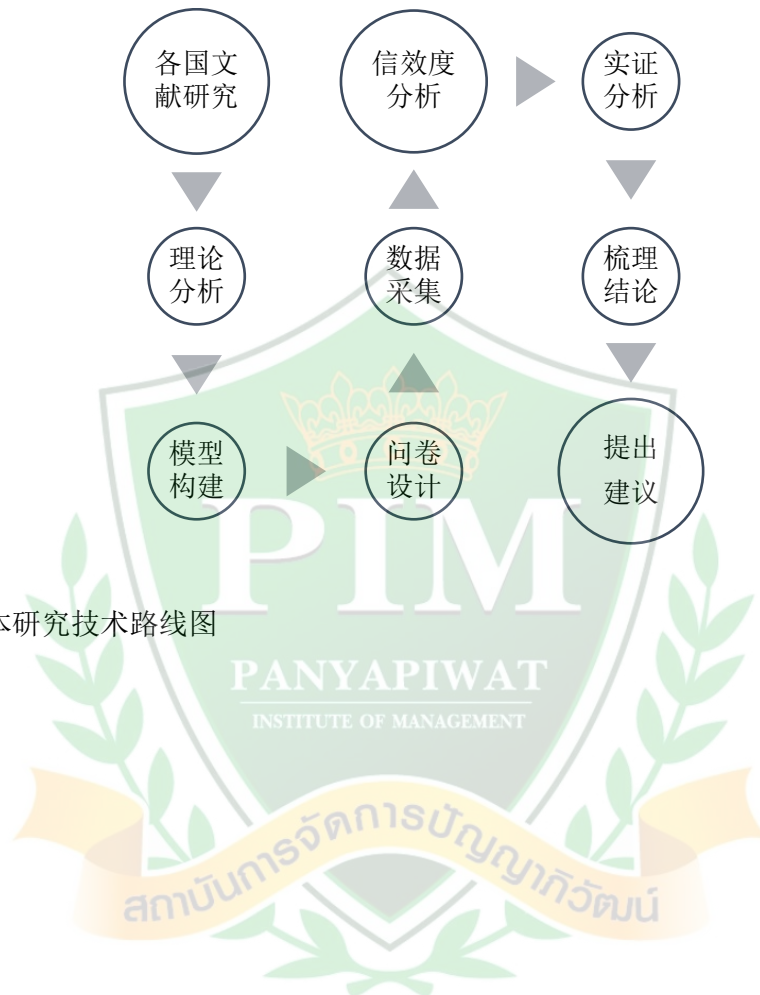 各国文
献研究
信效度
分析
实证
分析
理论
分析
数据
采集
梳理
结论
模型
构建
问卷
设计
提出
建议
PIM
本研究技术路线图
PANYAPIWAT
INSTITUTE OF MANAGEMENT
สถาบันการจัดการปัญญาภิวัฒน์